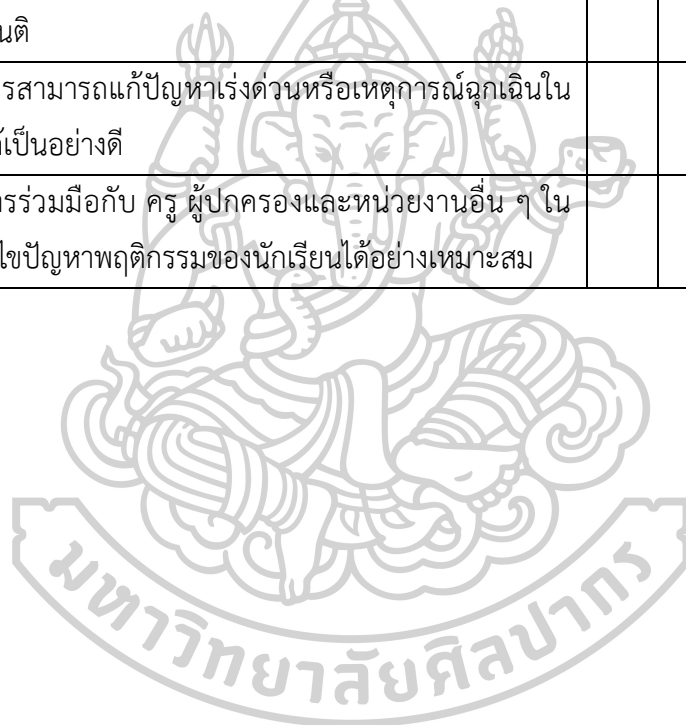 นติ
รสามารถแก้ปัญหาเร่งด่วนหรือเหตุการณ์ฉุกเฉินใน
ด้เป็นอย่างดี
ารร่วมมือกับ ครู ผู้ปกครองและหน่วยงานอื่น ๆ ใน
ไขปัญหาพฤติกรรมของนักเรียนได้อย่างเหมาะสม
มหาวิทยาลัยศิลปากร